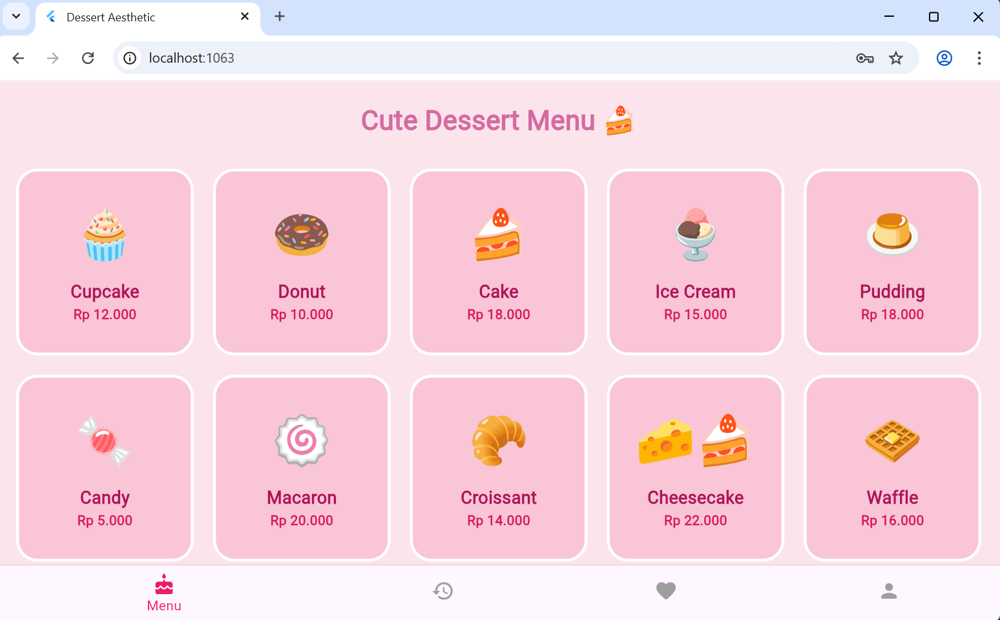 Dessert Aesthetic
localhost:1063
Cute Dessert Menu 🍰
Cupcake
Rp 12.000
Donut
Rp 10.000
Cake
Rp 18.000
Ice Cream
Rp 15.000
Pudding
Rp 18.000
Candy
Rp 5.000
Macaron
Rp 20.000
Croissant
Rp 14.000
Cheesecake
Rp 22.000
Waffle
Rp 16.000
Menu